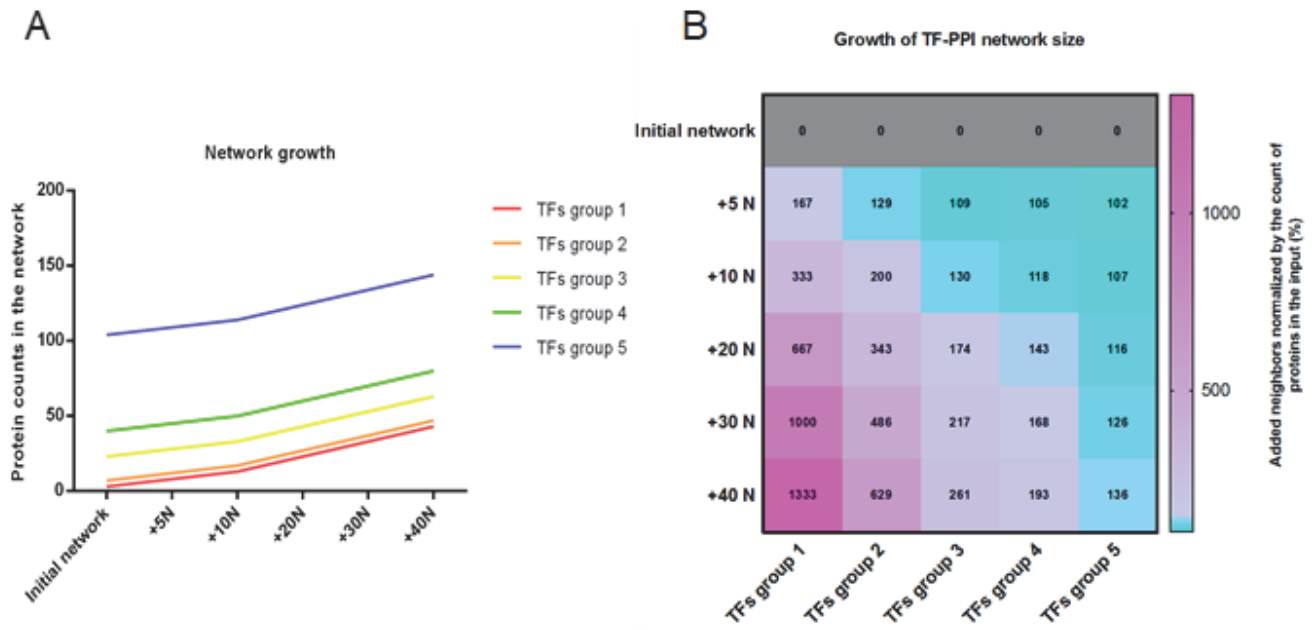 A
Network growth
Protein counts in the network
200
150
100
50
0
Initial network
+5N
+10N
+20N
+30N
+40N
TFs group 1
TFs group 2
TFs group 3
TFs group 4
TFs group 5
B
Growth of TF-PPI network size
Initial network
0 0 0 0 0
+5 N
167 129 109 105 102
+10 N
333 200 130 118 107
+20 N
667 343 174 143 116
+30 N
1000 486 217 168 126
+40 N
1333 629 261 193 136
TFs group 1
TFs group 2
TFs group 3
TFs group 4
TFs group 5
1000
500
Added neighbors normalized by the count of
proteins in the input (%)